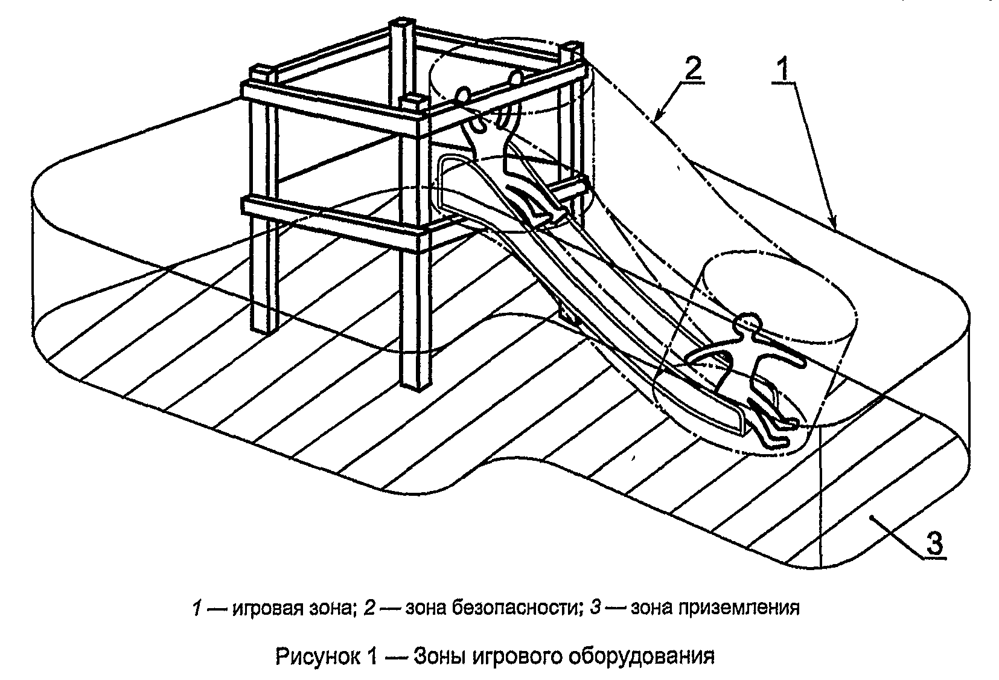 2
1
3
1 — игровая зона; 2 — зона безопасности; 3 — зона приземления
Рисунок 1 — Зоны игрового оборудования